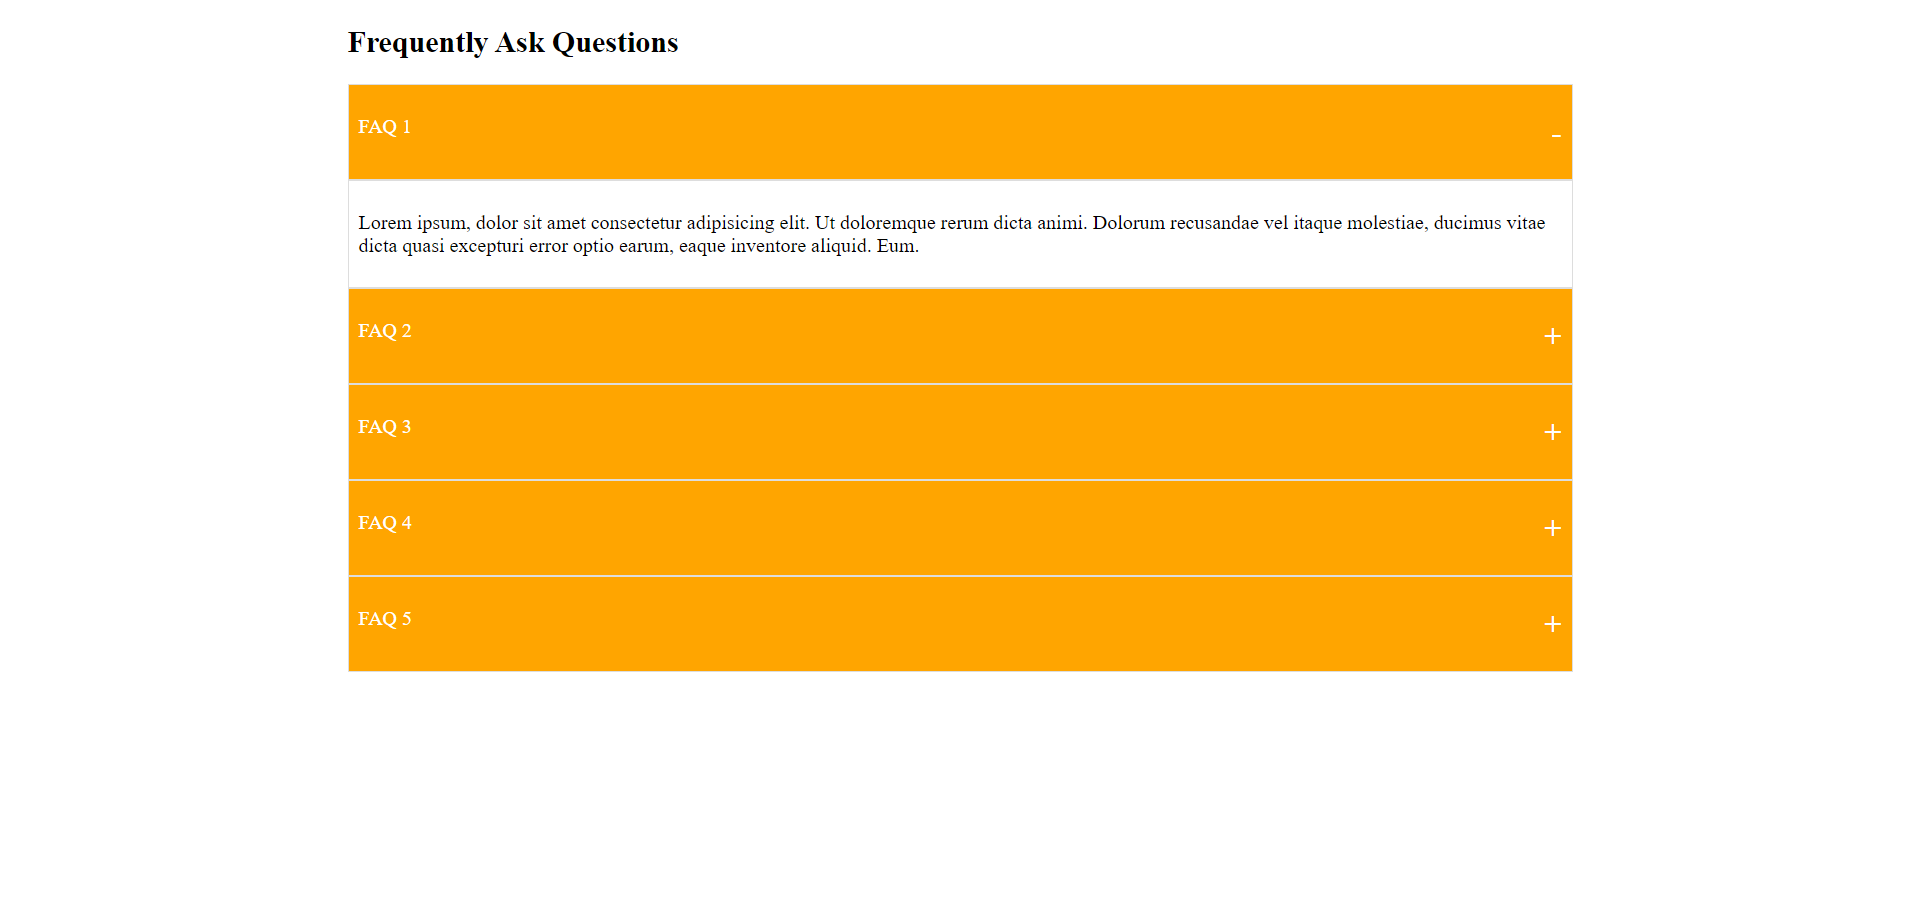 Frequently Ask Questions
FAQ 1 -
Lorem ipsum, dolor sit amet consectetur adipisicing elit. Ut doloremque rerum dicta animi. Dolorum recusandae vel itaque molestiae, ducimus vitae
dicta quasi excepturi error optio earum, eaque inventore aliquid. Eum.
FAQ 2 +
FAQ 3 +
FAQ 4 +
FAQ 5 +